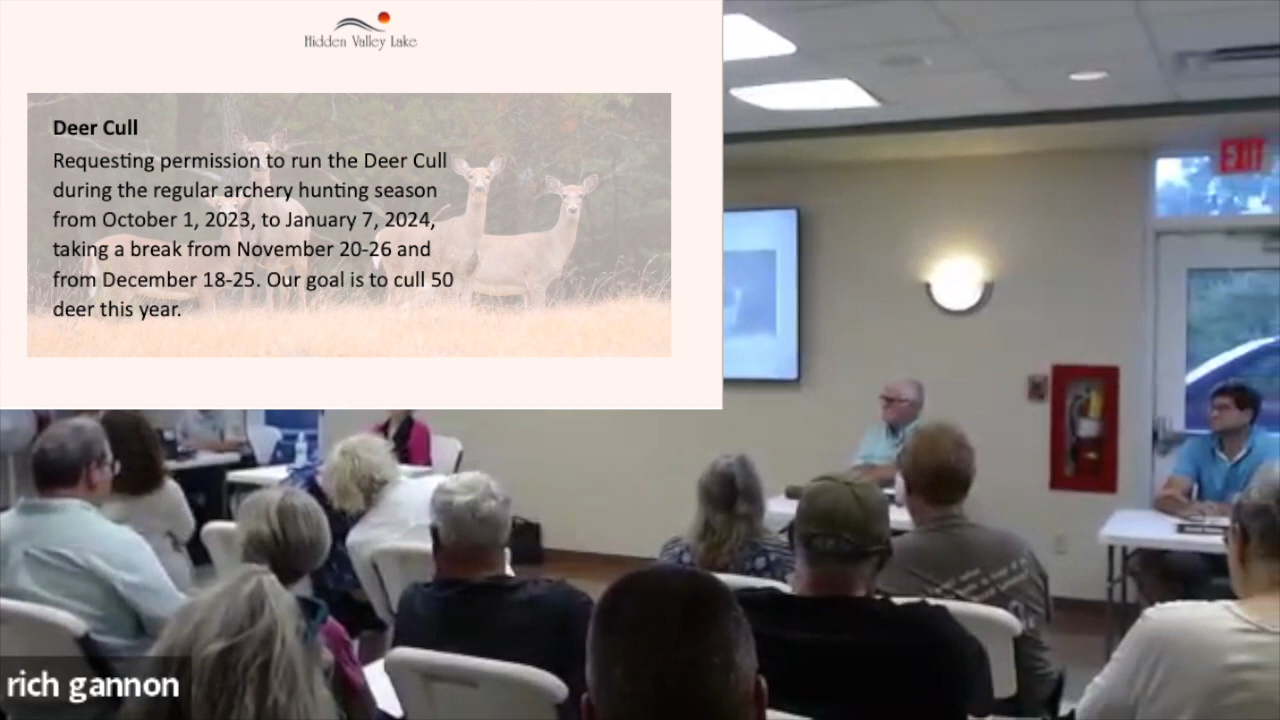 Hidden Valley Lake
Deer Cull
Requesting permission to run the Deer Cull
during the regular archery hunting season
from October 1, 2023, to January 7, 2024,
taking a break from November 20-26 and
from December 18-25. Our goal is to cull 50
deer this year.
EXIT
rich gannon